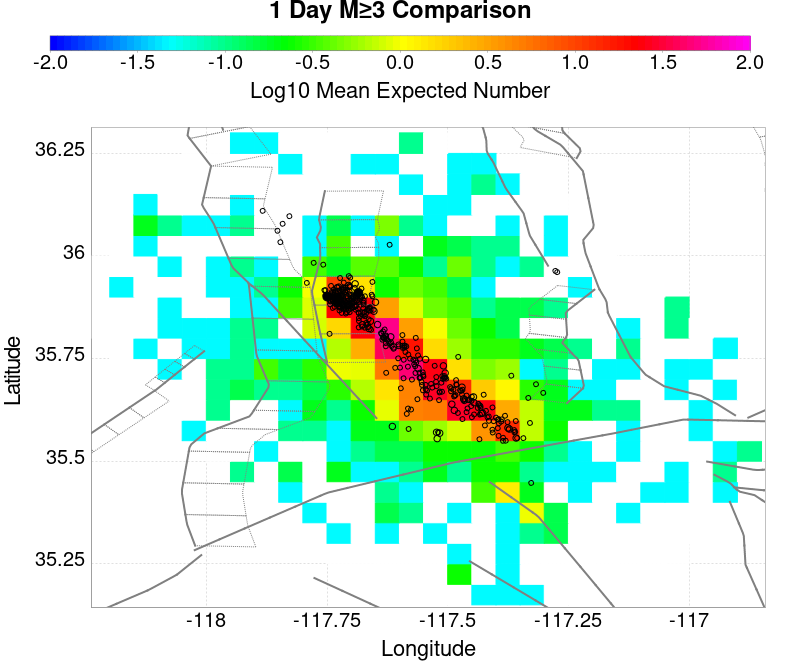 1 Day M≥3 Comparison
-2.0 -1.5 -1.0 -0.5 0.0 0.5 1.0 1.5 2.0
Log10 Mean Expected Number
36.25
36
35.75
35.5
35.25
Latitude
-118 -117.75 -117.5 -117.25 -117
Longitude